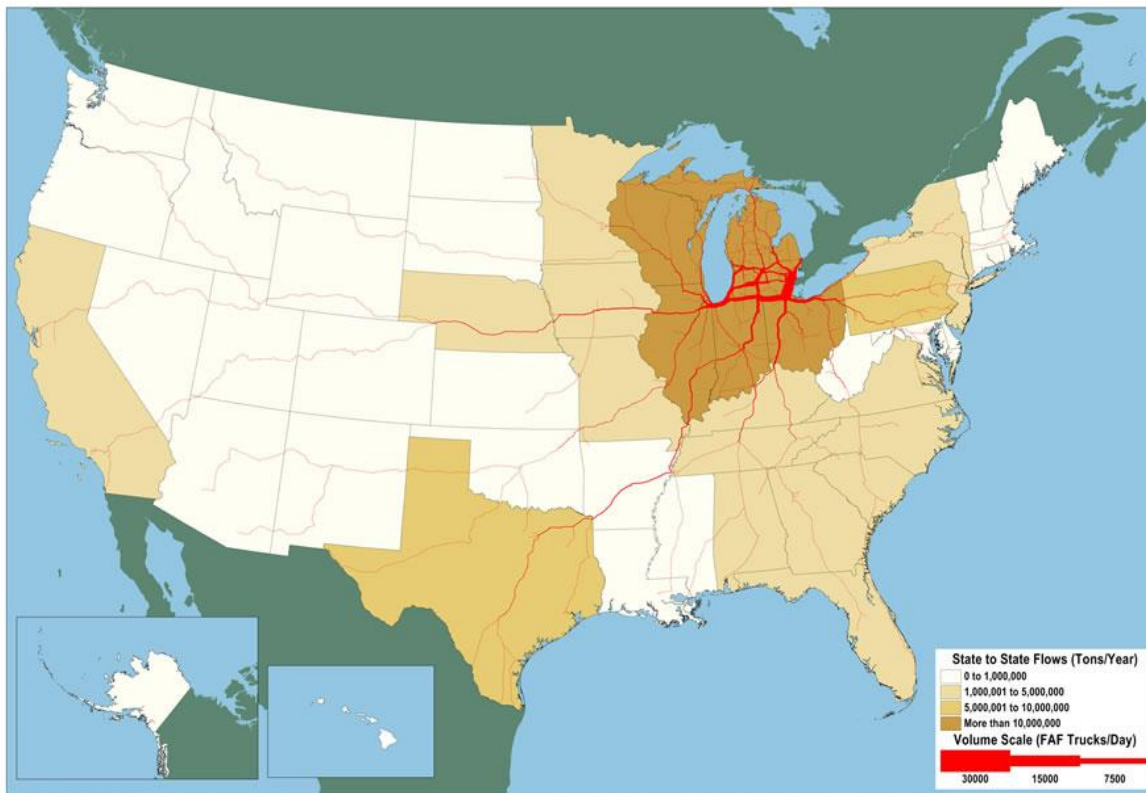 State to State Flows (Tons/Year)
0 to 1,000,000
1,000,001 to 5,000,000
5,000,001 to 10,000,000
More than 10,000,000
Volume Scale (FAF Trucks/Day)
30000 15000 7500